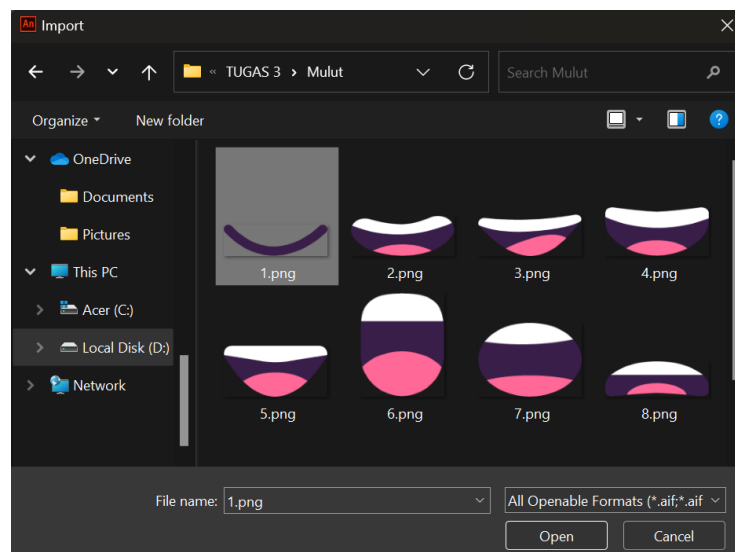 An Import
« TUGAS 3 > Mulut
Search Mulut
Organize
New folder
OneDrive
Documents
Pictures
This PC
Acer (C:)
Local Disk (D:)
Network
1.png
2.png
3.png
4.png
5.png
6.png
7.png
8.png
File name: 1.png
All Openable Formats (*.aif;*.aif
Open
Cancel